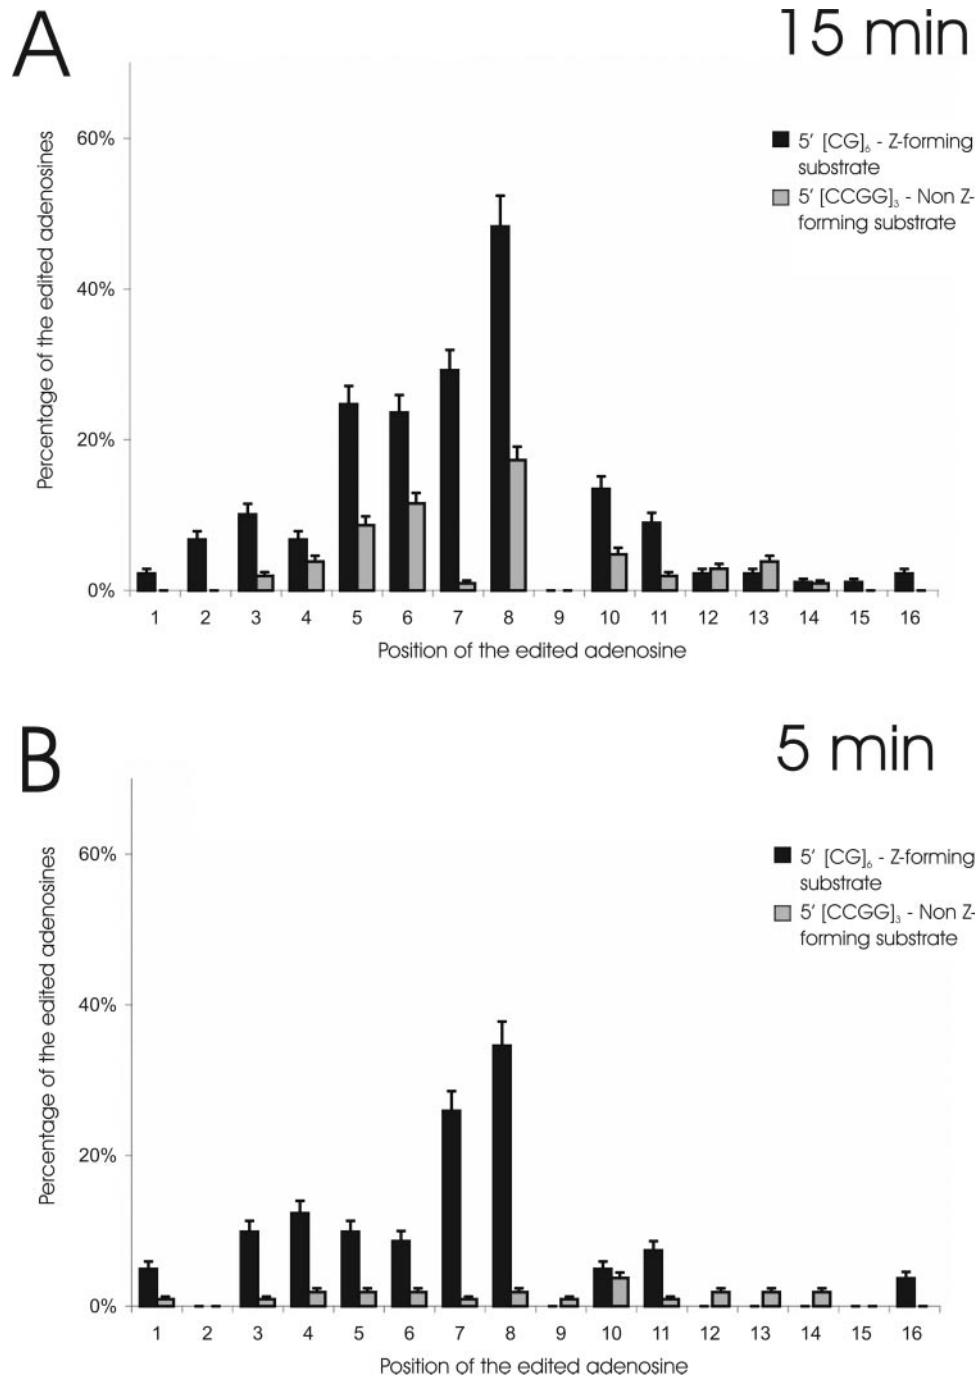 A
15 min
5' [CG]₆ - Z-forming
substrate
5' [CCGG]₃ - Non Z-
forming substrate
Percentage of the edited adenosines
60%
40%
20%
0%
1 2 3 4 5 6 7 8 9 10 11 12 13 14 15 16
Position of the edited adenosine
B
5 min
5' [CG]₆ - Z-forming
substrate
5' [CCGG]₃ - Non Z-
forming substrate
Percentage of the edited adenosines
60%
40%
20%
0%
1 2 3 4 5 6 7 8 9 10 11 12 13 14 15 16
Position of the edited adenosine